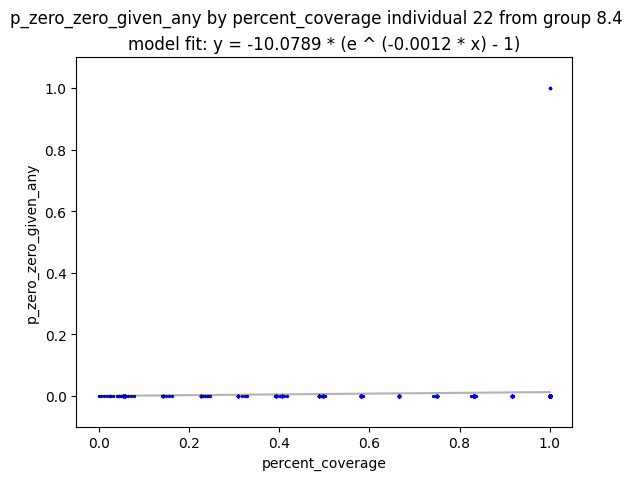 p_zero_zero_given_any by percent_coverage individual 22 from group 8.4
model fit: y = -10.0789 * (e ^ (-0.0012 * x) - 1)
1.0
0.8
0.6
0.4
0.2
0.0
p_zero_zero_given_any
0.0 0.2 0.4 0.6 0.8 1.0
percent_coverage